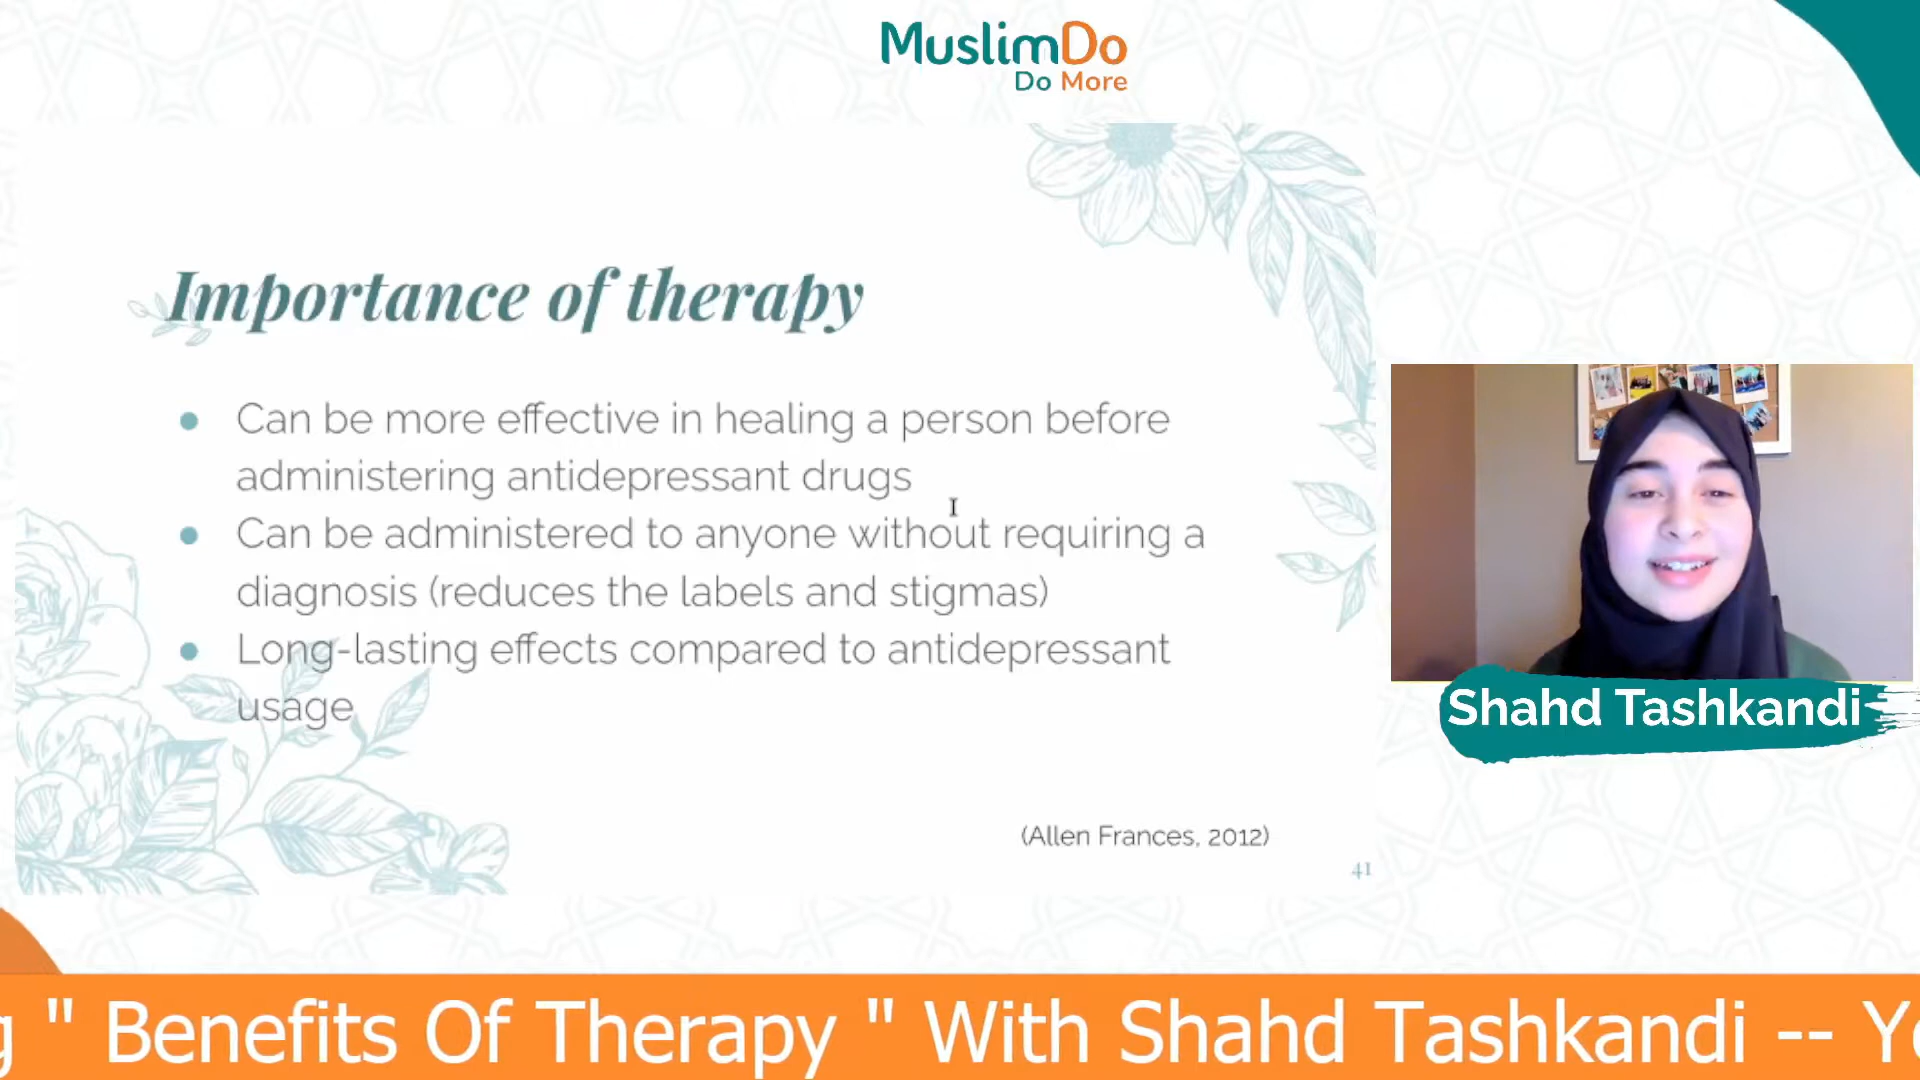 MuslimDo
Do More
Importance of therapy
Can be more effective in healing a person before
administering antidepressant drugs
Can be administered to anyone without requiring a
diagnosis (reduces the labels and stigmas)
Long-lasting effects compared to antidepressant
usage
(Allen Frances, 2012)
41
Shahd Tashkandi
" Benefits Of Therapy " With Shahd Tashkandi --